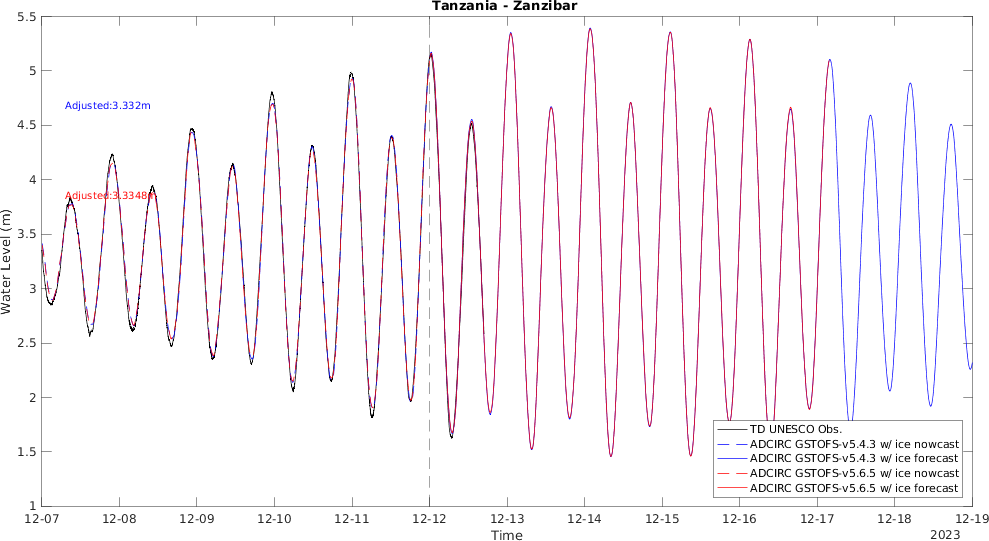 Tanzania - Zanzibar
5.5
5
4.5
4
3.5
3
2.5
2
1.5
1
Water Level (m)
Adjusted:3.332m
Adjusted:3.3348m
TD UNESCO Obs.
ADCIRC GSTOFS-v5.4.3 w/ ice nowcast
ADCIRC GSTOFS-v5.4.3 w/ ice forecast
ADCIRC GSTOFS-v5.6.5 w/ ice nowcast
ADCIRC GSTOFS-v5.6.5 w/ ice forecast
12-07 12-08 12-09 12-10 12-11 12-12 12-13 12-14 12-15 12-16 12-17 12-18 12-19
Time
2023